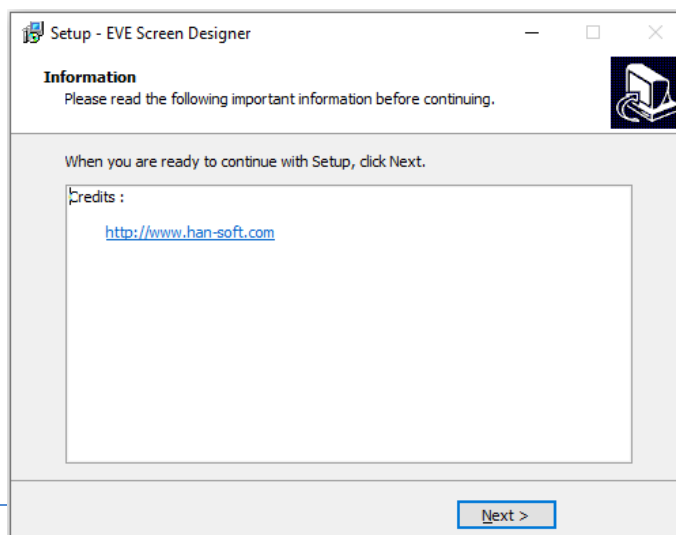 Setup - EVE Screen Designer
Information
Please read the following important information before continuing.
When you are ready to continue with Setup, click Next.
Credits :
http://www.han-soft.com
Next >